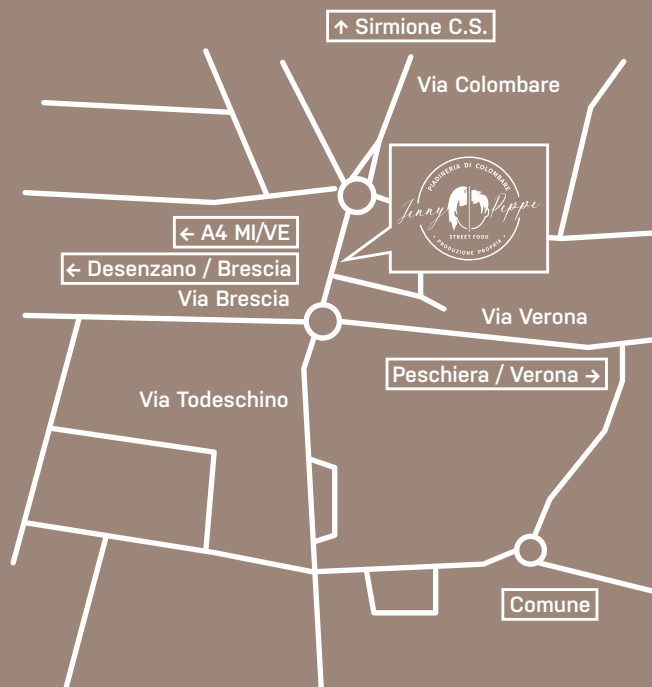 ↑ Sirmione C.S.
Via Colombare
PIADINERIA DI COLOMBARE
Jenny Peppe
STREET FOOD
• PRODUZIONE PROPRIA •
← A4 MI/VE
← Desenzano / Brescia
Via Brescia
Via Verona
Peschiera / Verona →
Via Todeschino
Comune